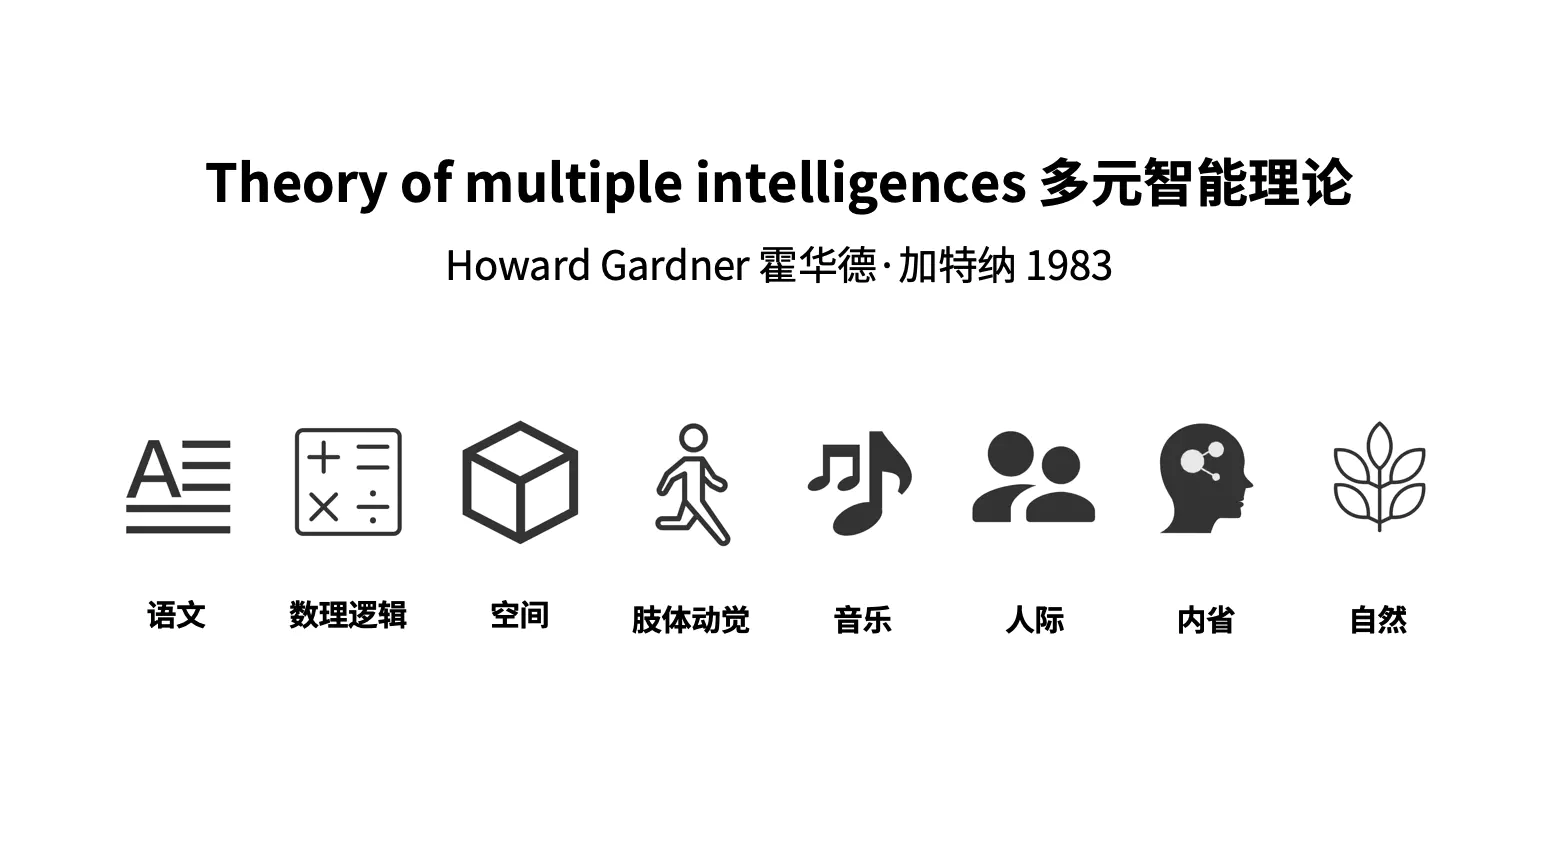 Theory of multiple intelligences 多元智能理论
Howard Gardner 霍华德·加特纳 1983
语文
数理逻辑
空间
肢体动觉
音乐
人际
内省
自然